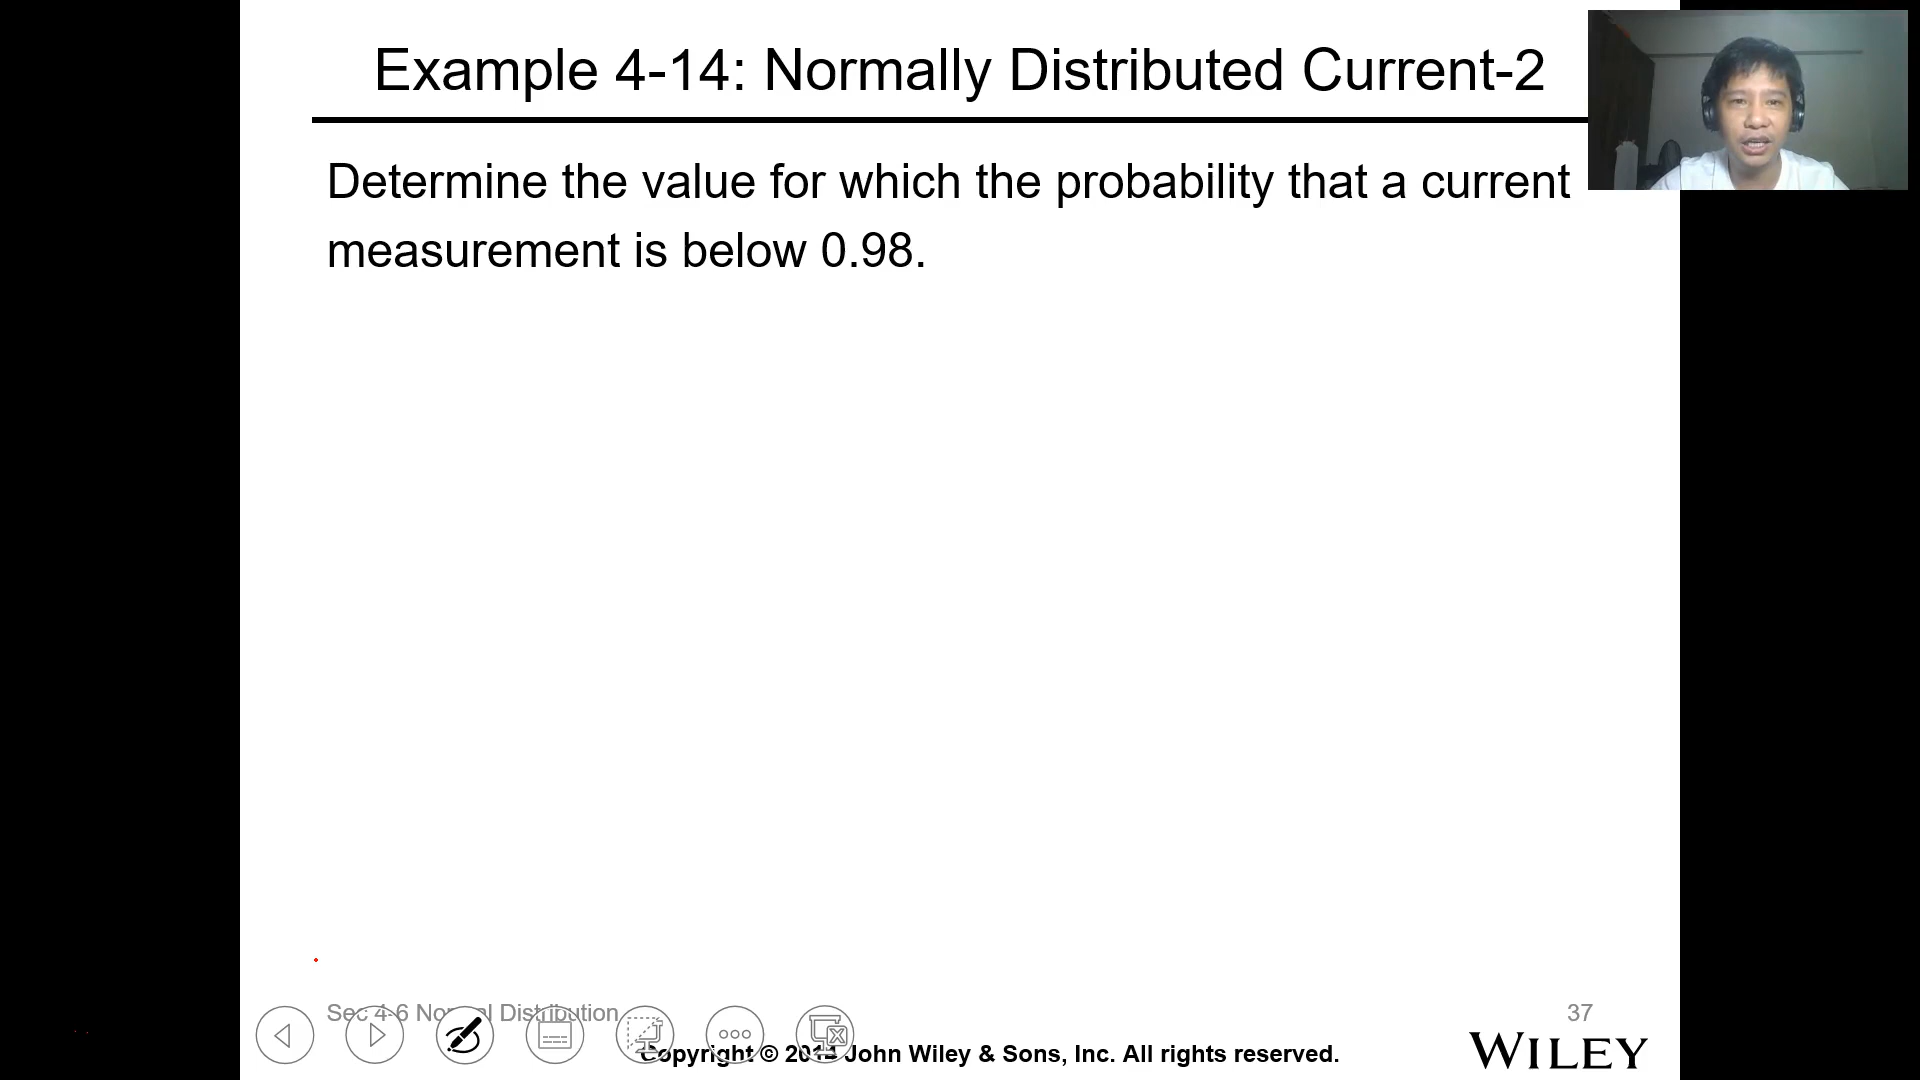 Example 4-14: Normally Distributed Current-2
Determine the value for which the probability that a current
measurement is below 0.98.
Sec 4-6 Normal Distribution
37
Copyright © 2014 John Wiley & Sons, Inc. All rights reserved.
WILEY